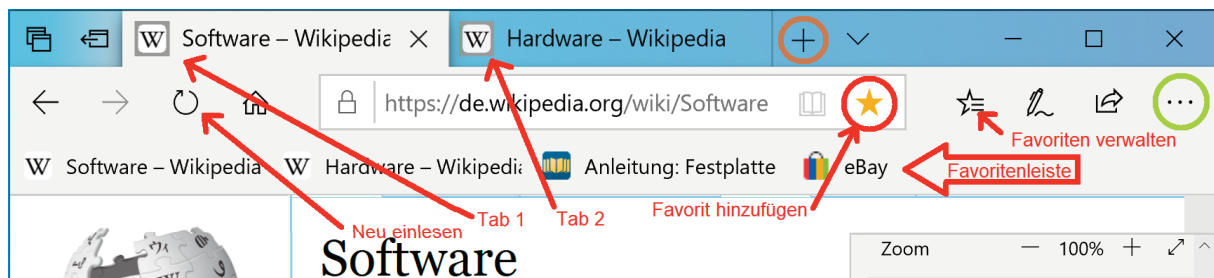 W Software – Wikipedia W Hardware – Wikipedia
https://de.wikipedia.org/wiki/Software
Favoriten verwalten
W Software – Wikipedia W Hardware – Wikipedi Anleitung: Festplatte eBay Favoritenleiste
Neu einlesen Tab 1 Tab 2 Favorit hinzufügen
Software
Zoom 100%